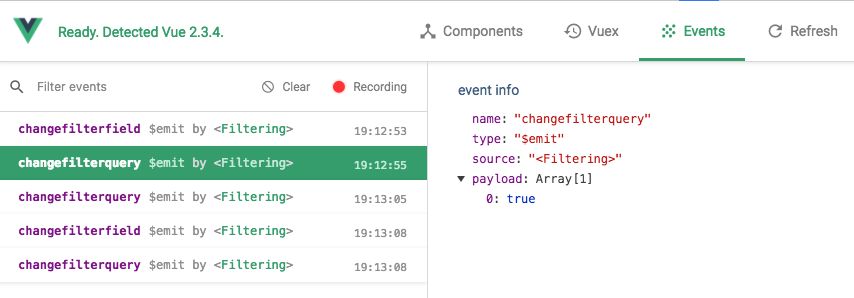 Ready. Detected Vue 2.3.4.
Components
Vuex
Events
Refresh
Filter events
Clear
Recording
changefilterfield $emit by <Filtering> 19:12:53
changefilterquery $emit by <Filtering> 19:12:55
changefilterquery $emit by <Filtering> 19:13:05
changefilterfield $emit by <Filtering> 19:13:08
changefilterquery $emit by <Filtering> 19:13:08
event info
name: "changefilterquery"
type: "$emit"
source: "<Filtering>"
payload: Array[1]
0: true